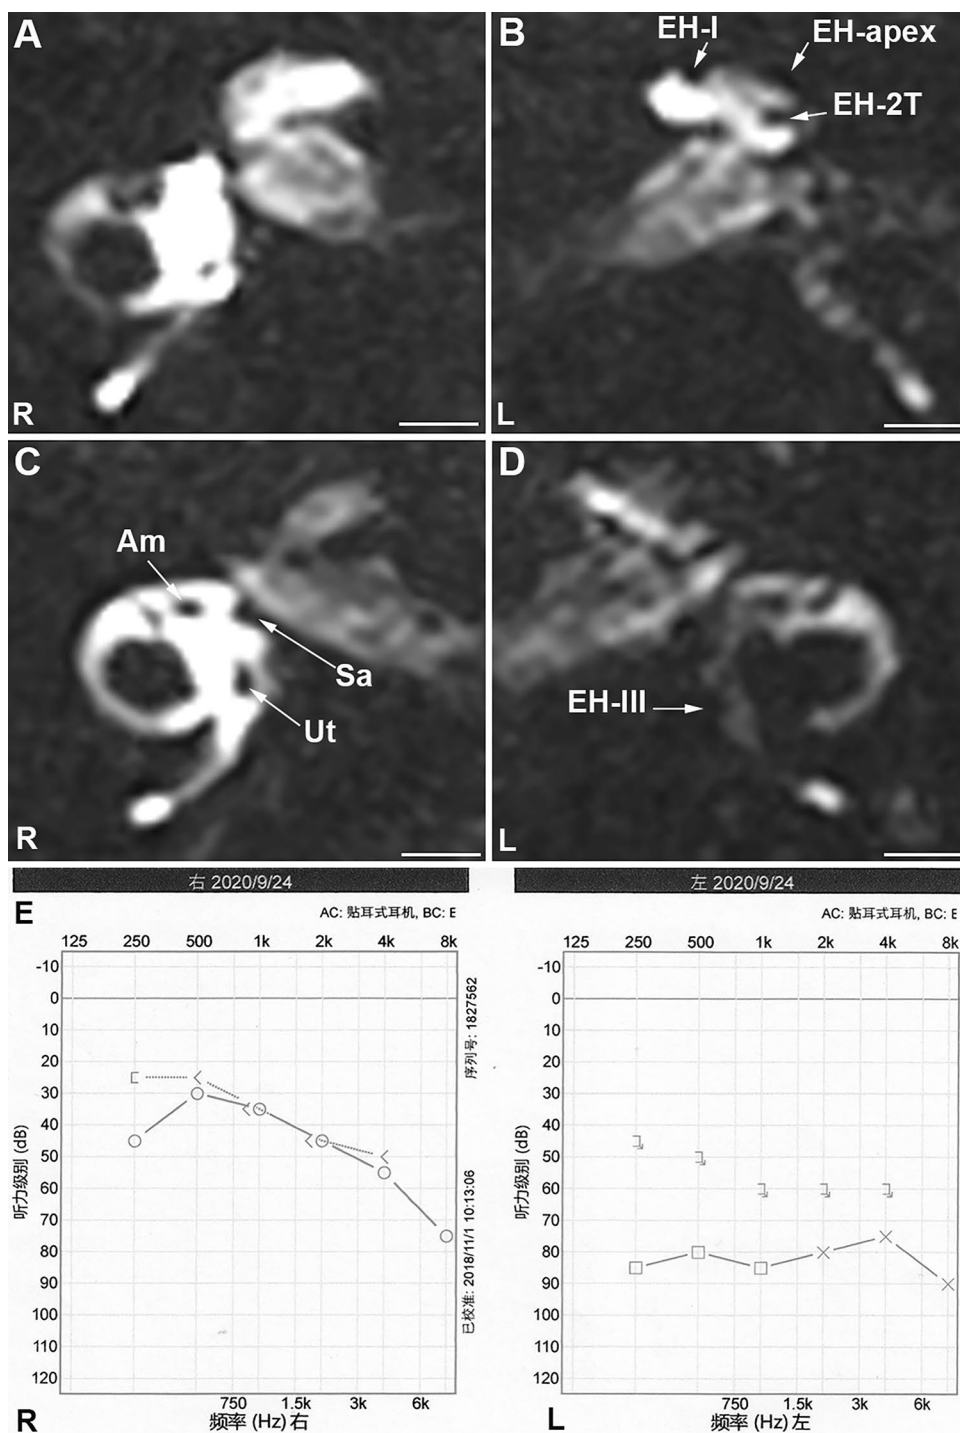 A
B
EH-I
EH-apex
EH-2T
R
L
C
D
Am
Sa
Ut
EH-III
R
L
右 2020/9/24
左 2020/9/24
E
AC: 贴耳式耳机, BC: E
AC: 贴耳式耳机, BC: E
125 250 500 1k 2k 4k 8k
125 250 500 1k 2k 4k 8k
-10
0
10
20
30
40
50
60
70
80
90
100
110
120
听力级别 (dB)
序列号: 1827562
已校准: 2018/11/1 10:13:06
-10
0
10
20
30
40
50
60
70
80
90
100
110
120
听力级别 (dB)
750 1.5k 3k 6k
750 1.5k 3k 6k
R
频率 (Hz) 右
L
频率 (Hz) 左